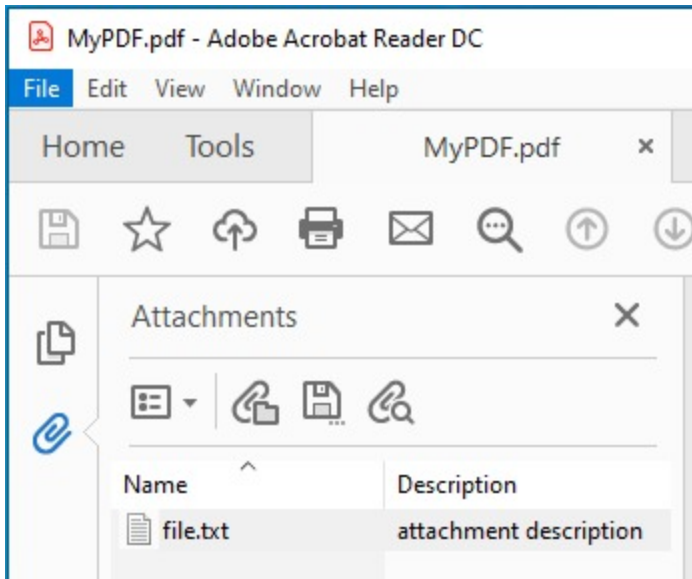 MyPDF.pdf - Adobe Acrobat Reader DC
File Edit View Window Help
Home Tools MyPDF.pdf
Attachments
Name Description
file.txt attachment description